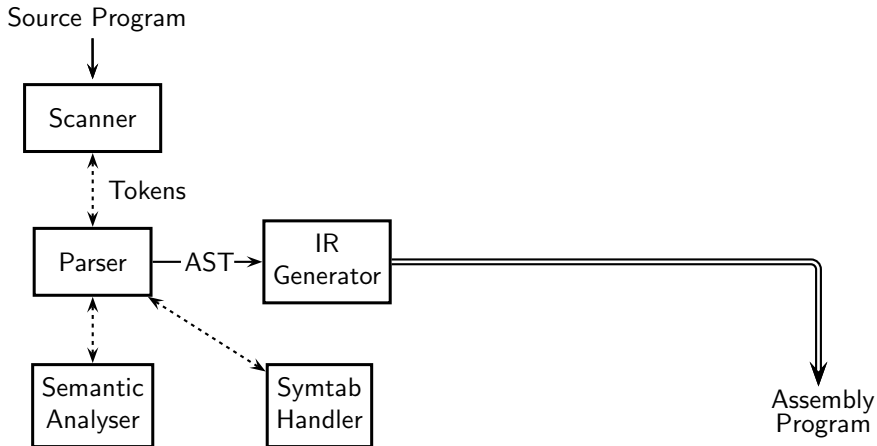 Source Program
Scanner
Tokens
Parser
AST
IR
Generator
Semantic
Analyser
Symtab
Handler
Assembly
Program